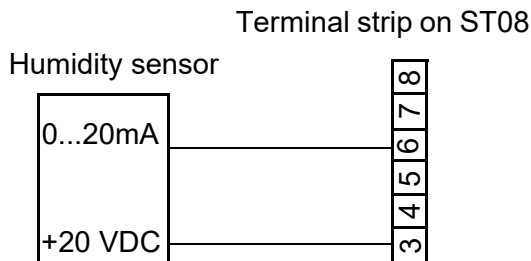 Terminal strip on ST08
Humidity sensor
0...20mA
+20 VDC
8
7
6
5
4
3